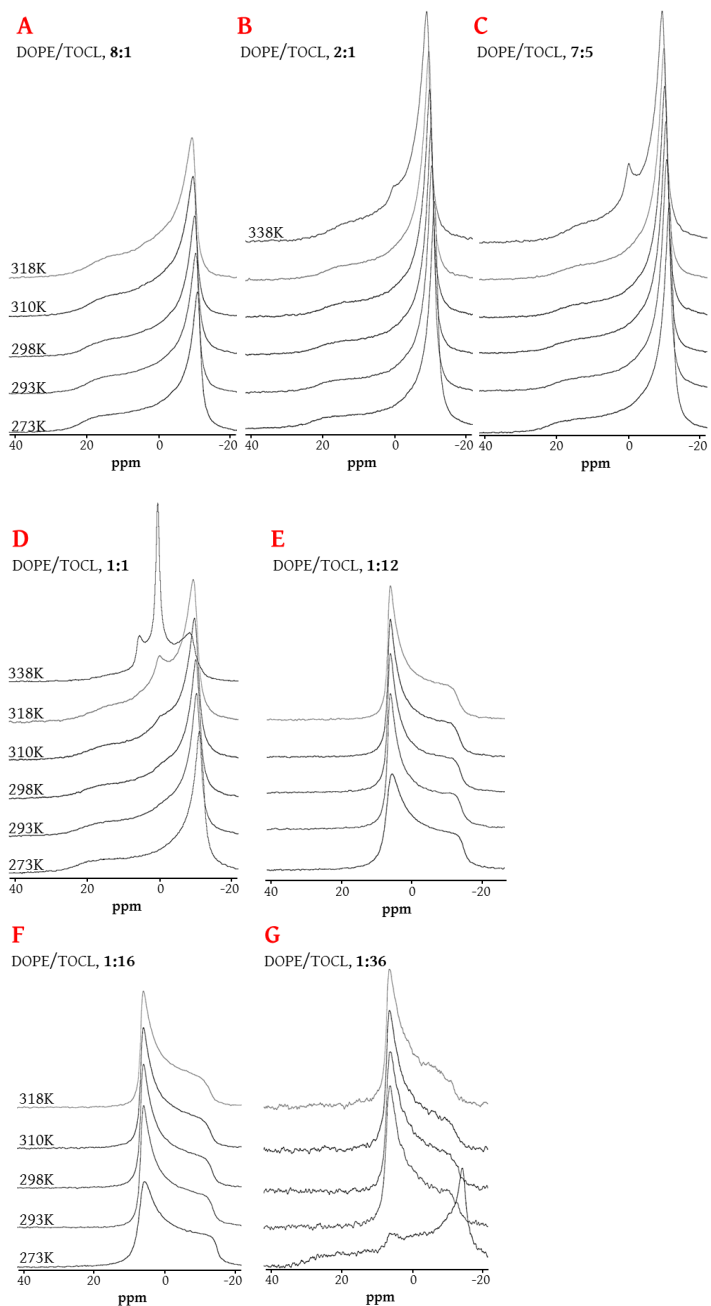 A
DOPE/TOCL, 8:1
318K
310K
298K
293K
273K
40 20 0 -20
ppm
B
DOPE/TOCL, 2:1
338K
40 20 0 -20
ppm
C
DOPE/TOCL, 7:5
40 20 0 -20
ppm
D
DOPE/TOCL, 1:1
338K
318K
310K
298K
293K
273K
40 20 0 -20
ppm
E
DOPE/TOCL, 1:12
40 20 0 -20
ppm
F
DOPE/TOCL, 1:16
318K
310K
298K
293K
273K
40 20 0 -20
ppm
G
DOPE/TOCL, 1:36
40 20 0 -20
ppm